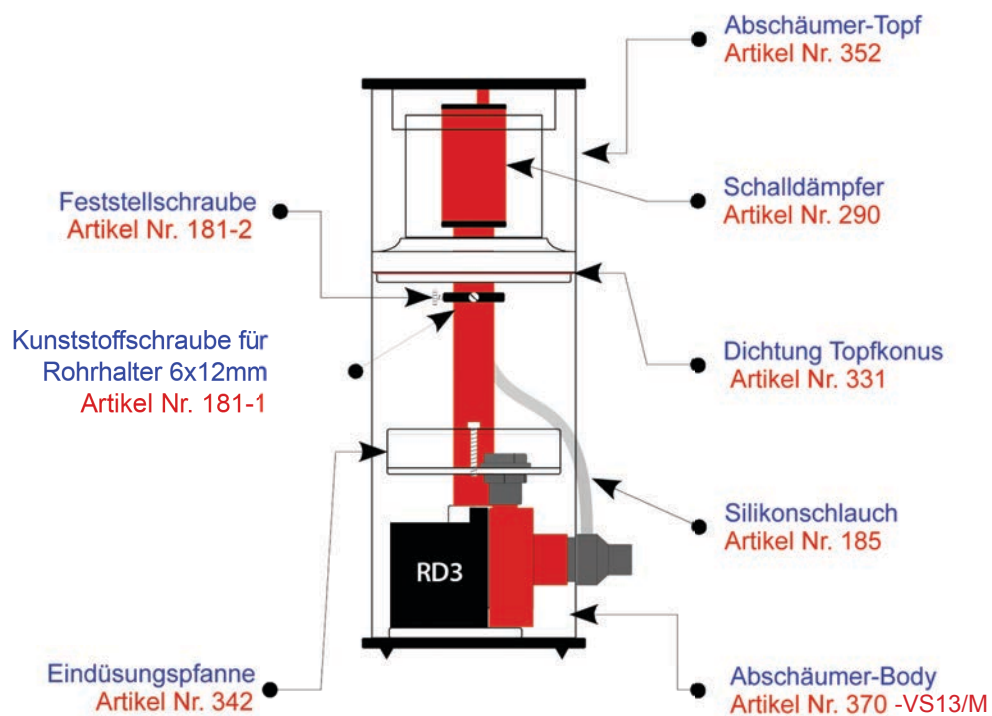 Abschäumer-Topf
Artikel Nr. 352
Schalldämpfer
Artikel Nr. 290
Feststellschraube
Artikel Nr. 181-2
Kunststoffschraube für
Rohrhalter 6x12mm
Artikel Nr. 181-1
Dichtung Topfkonus
Artikel Nr. 331
Silikonschlauch
Artikel Nr. 185
RD3
Eindüsungspfanne
Artikel Nr. 342
Abschäumer-Body
Artikel Nr. 370 -VS13/M